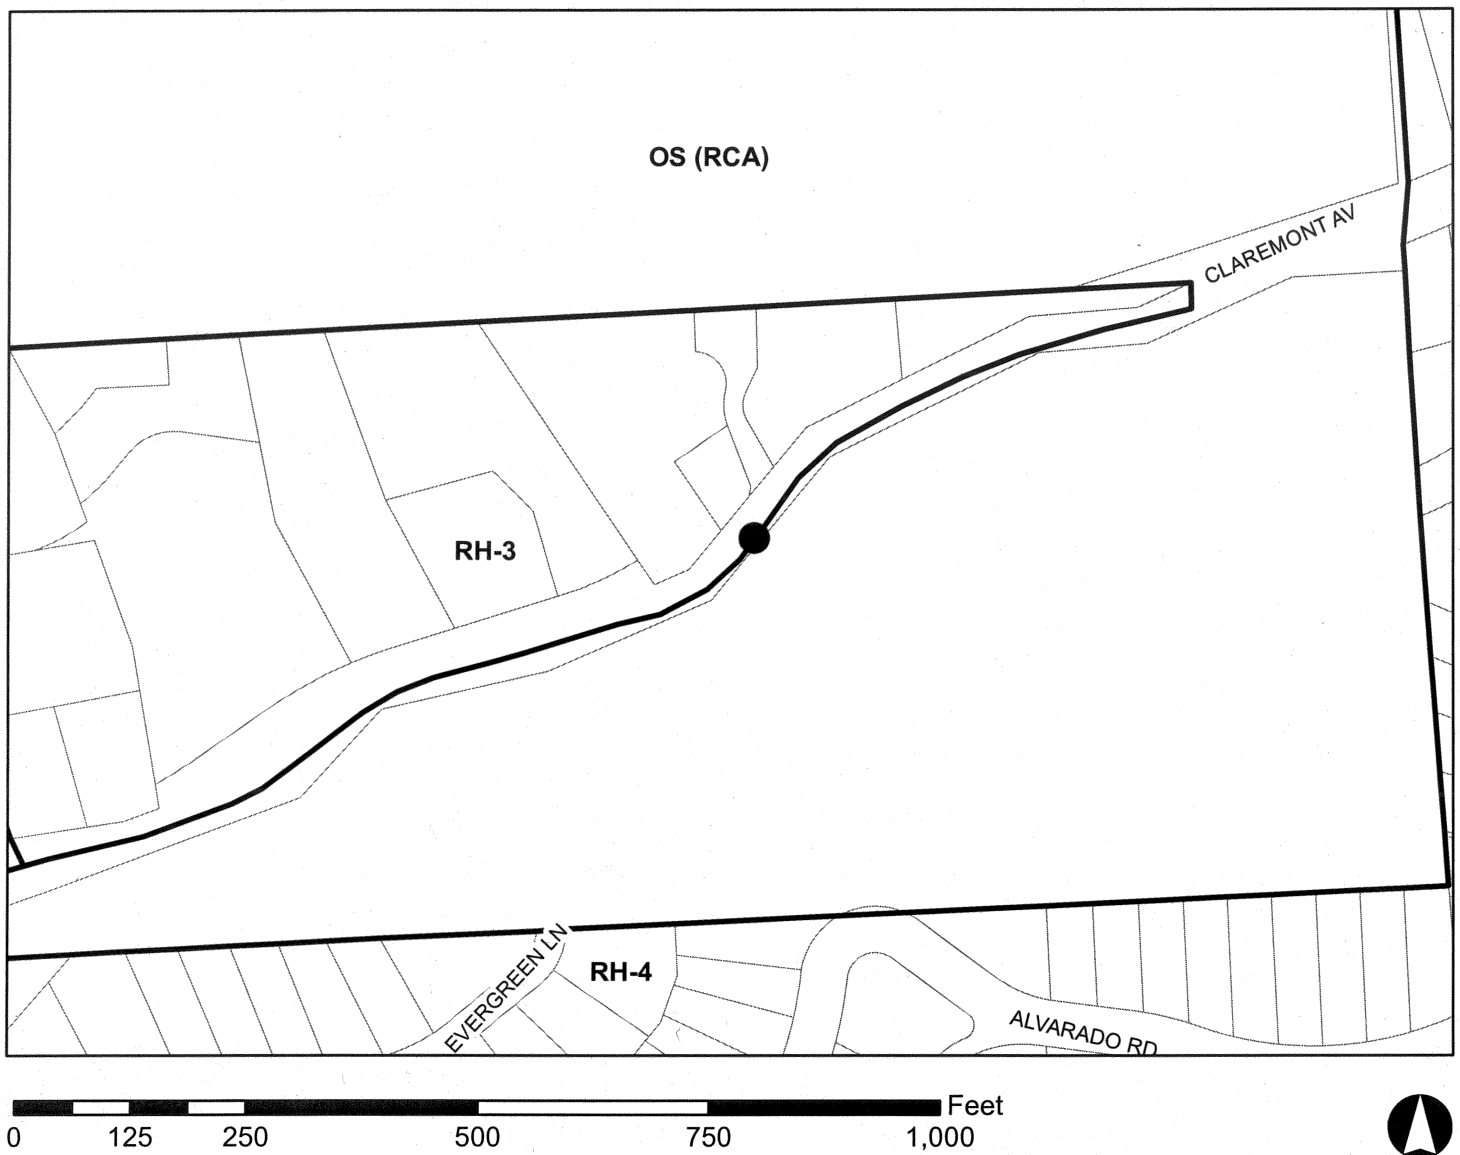 OS (RCA)
CLAREMONT AV
RH-3
EVERGREEN LN
RH-4
ALVARADO RD
Feet
0 125 250 500 750 1,000